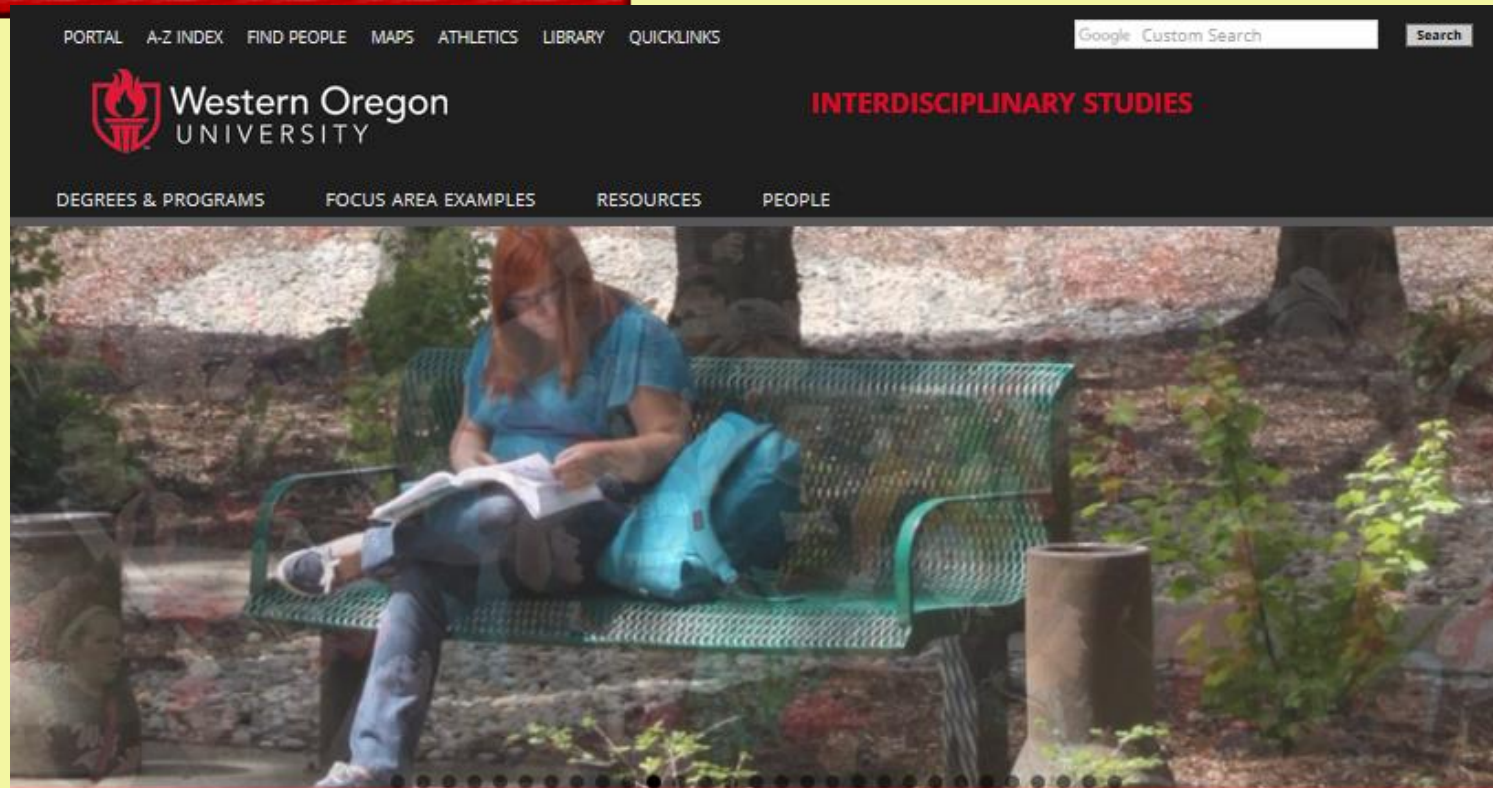 PORTAL A-Z INDEX FIND PEOPLE MAPS ATHLETICS LIBRARY QUICKLINKS
Google Custom Search
Search
Western Oregon
UNIVERSITY
INTERDISCIPLINARY STUDIES
DEGREES & PROGRAMS FOCUS AREA EXAMPLES RESOURCES PEOPLE